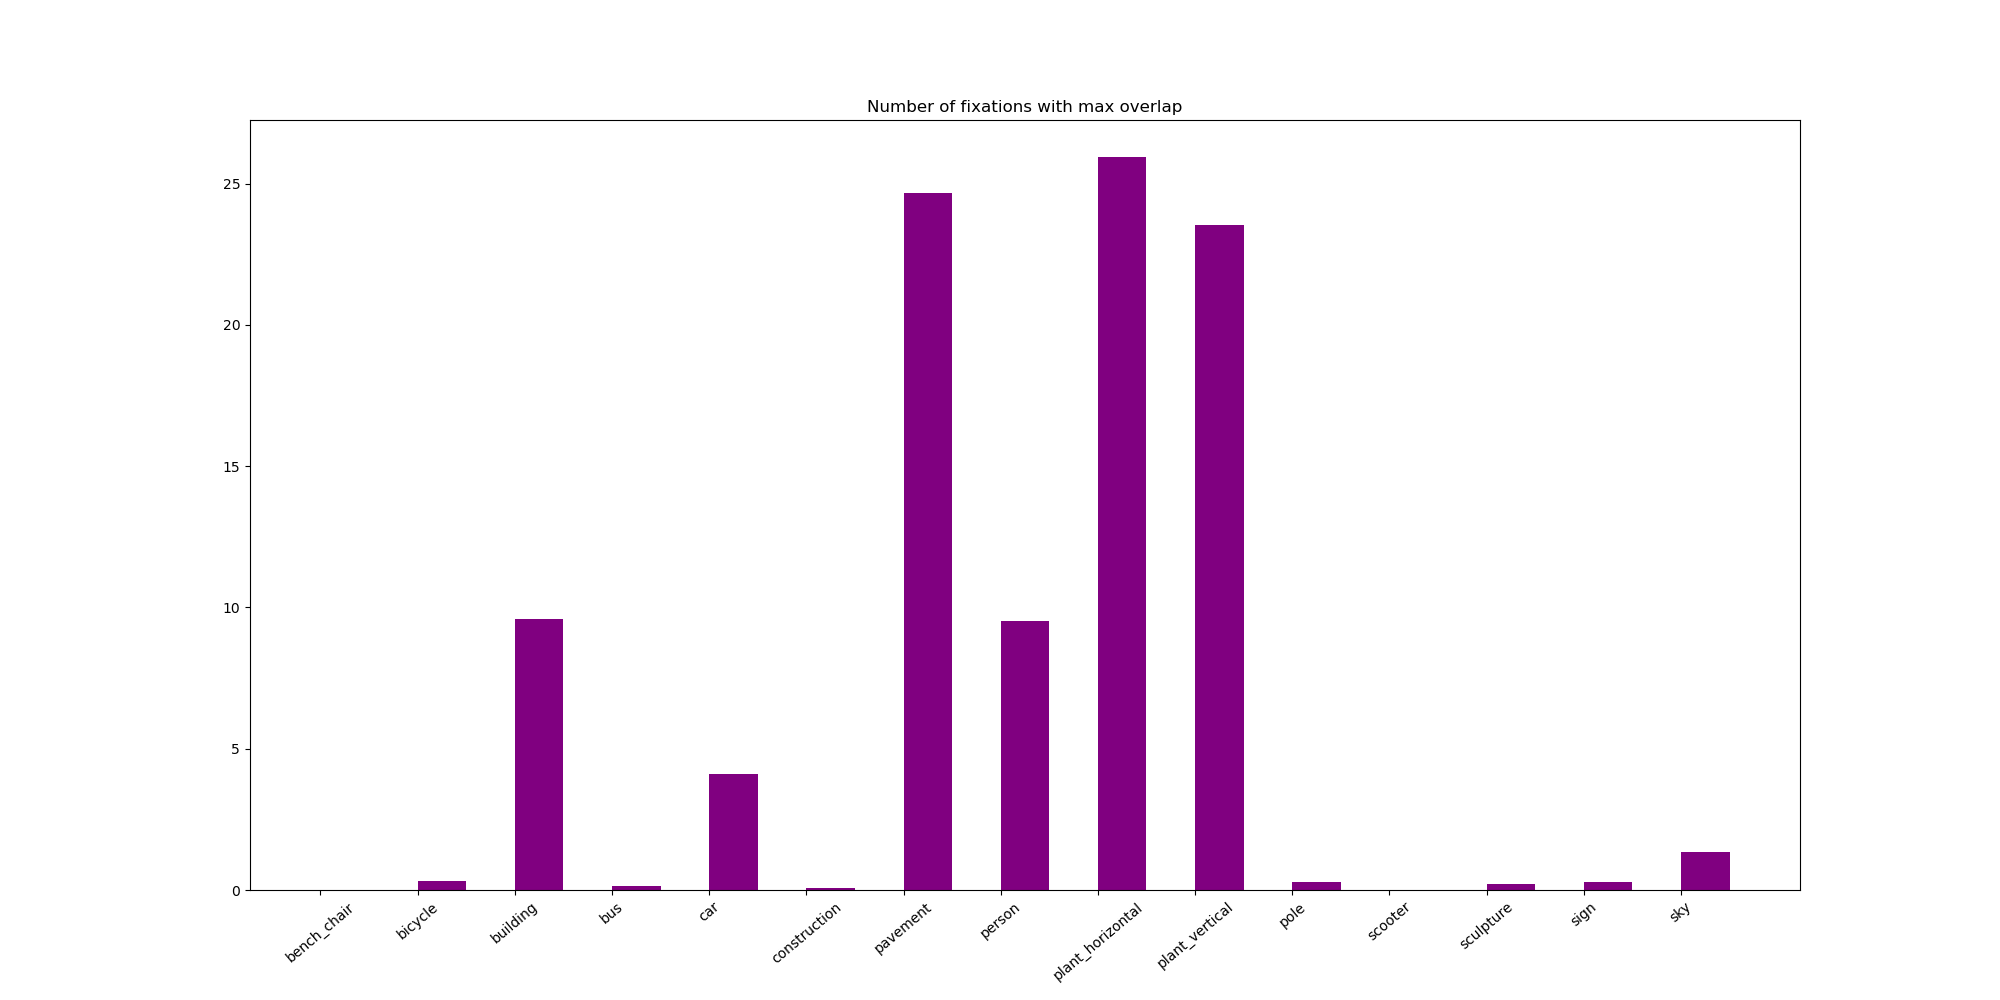 Number of fixations with max overlap
25
20
15
10
5
0
bench_chair
bicycle
building
bus
car
construction
pavement
person
plant_horizontal
plant_vertical
pole
scooter
sculpture
sign
sky